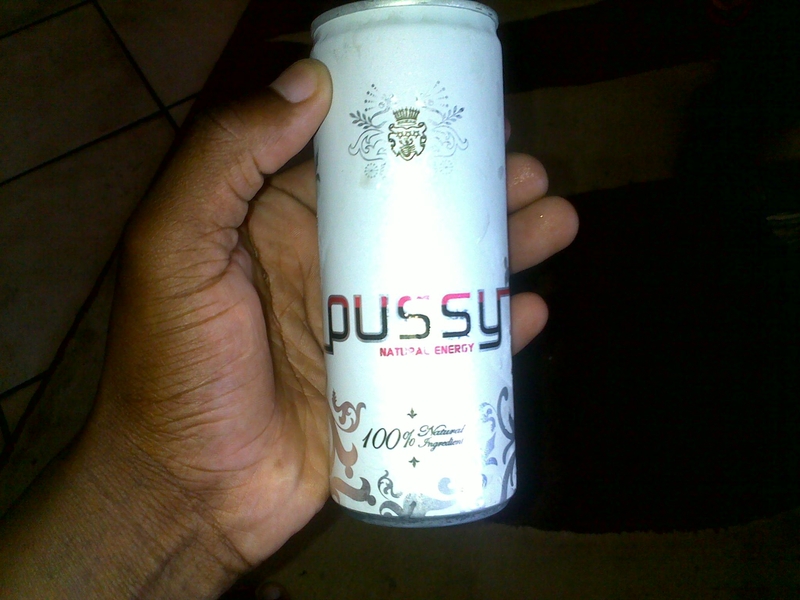 pussy
NATURAL ENERGY
100% Natural
Ingredients